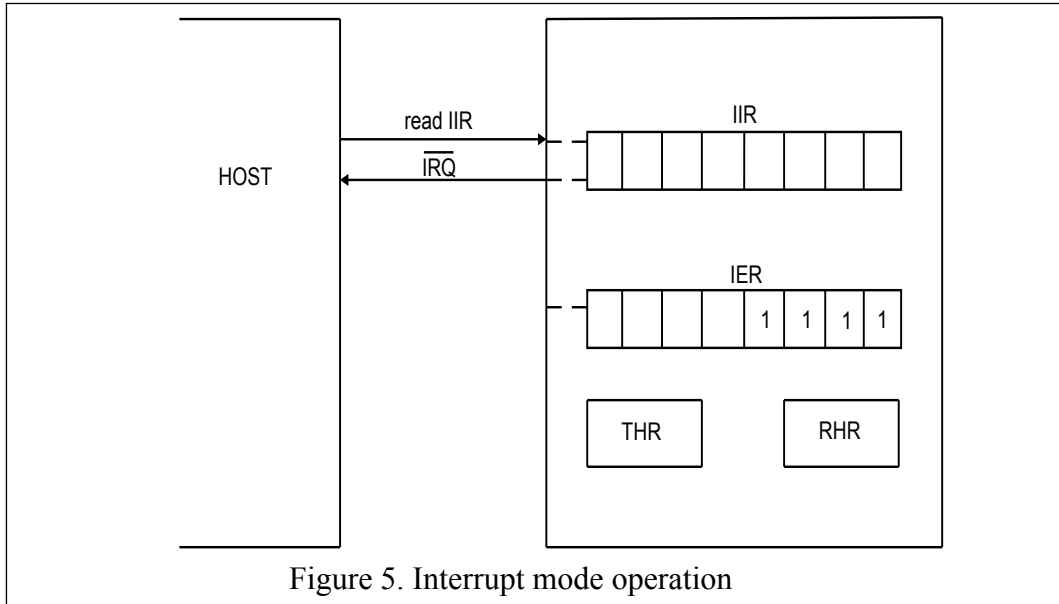 read IIR
IRQ
HOST
IIR
IER
1 1 1 1
THR RHR
Figure 5. Interrupt mode operation